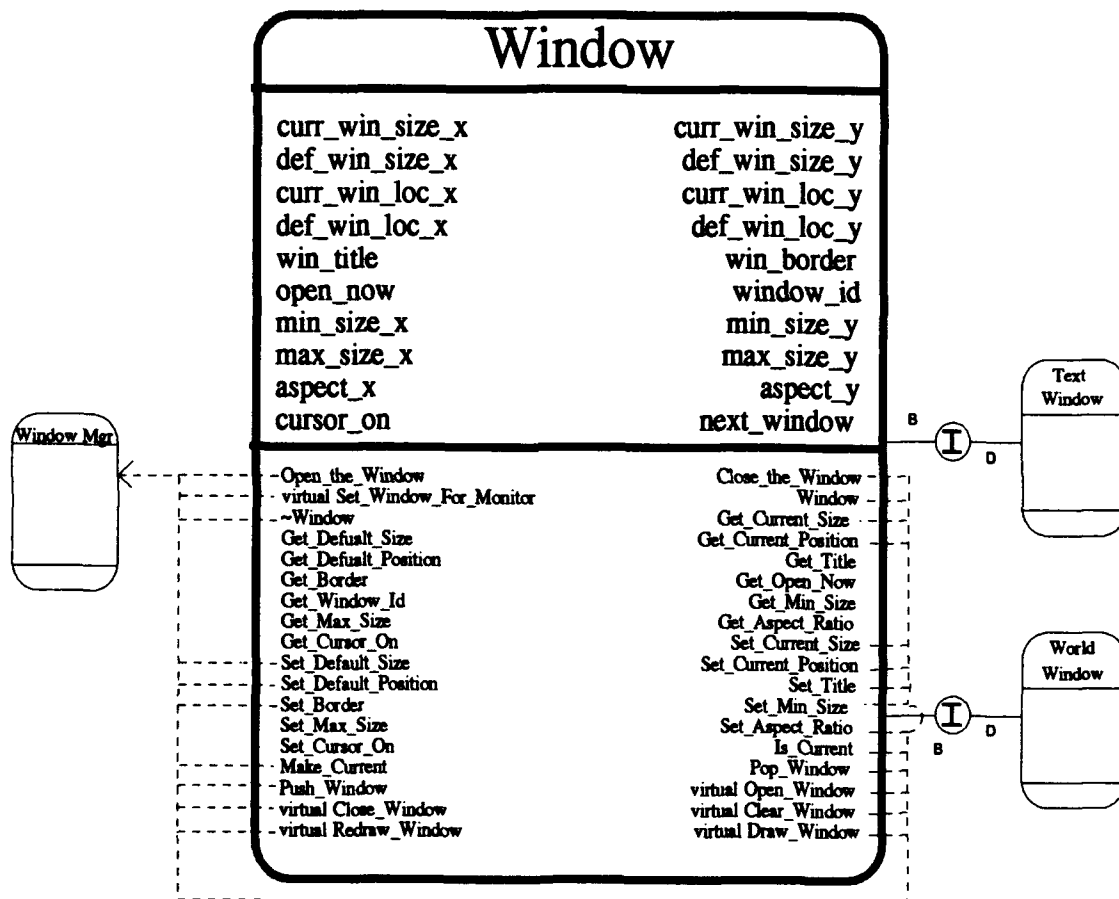 Window
curr_win_size_x curr_win_size_y
def_win_size_x def_win_size_y
curr_win_loc_x curr_win_loc_y
def_win_loc_x def_win_loc_y
win_title win_border
open_now window_id
min_size_x min_size_y
max_size_x max_size_y
aspect_x aspect_y
cursor_on next_window
Window Mgr
B I D
Text
Window
Open_the_Window Close_the_Window
virtual Set_Window_For_Monitor Window
~Window Get_Current_Size
Get_Defualt_Size Get_Current_Position
Get_Defualt_Position Get_Title
Get_Border Get_Open_Now
Get_Window_Id Get_Min_Size
Get_Max_Size Get_Aspect_Ratio
Get_Cursor_On Set_Current_Size
Set_Default_Size Set_Current_Position
Set_Default_Position Set_Title
Set_Border Set_Min_Size
Set_Max_Size Set_Aspect_Ratio
Set_Cursor_On Is_Current
Make_Current Pop_Window
Push_Window virtual Open_Window
virtual Close_Window virtual Clear_Window
virtual Redraw_Window virtual Draw_Window
World
Window
B I D